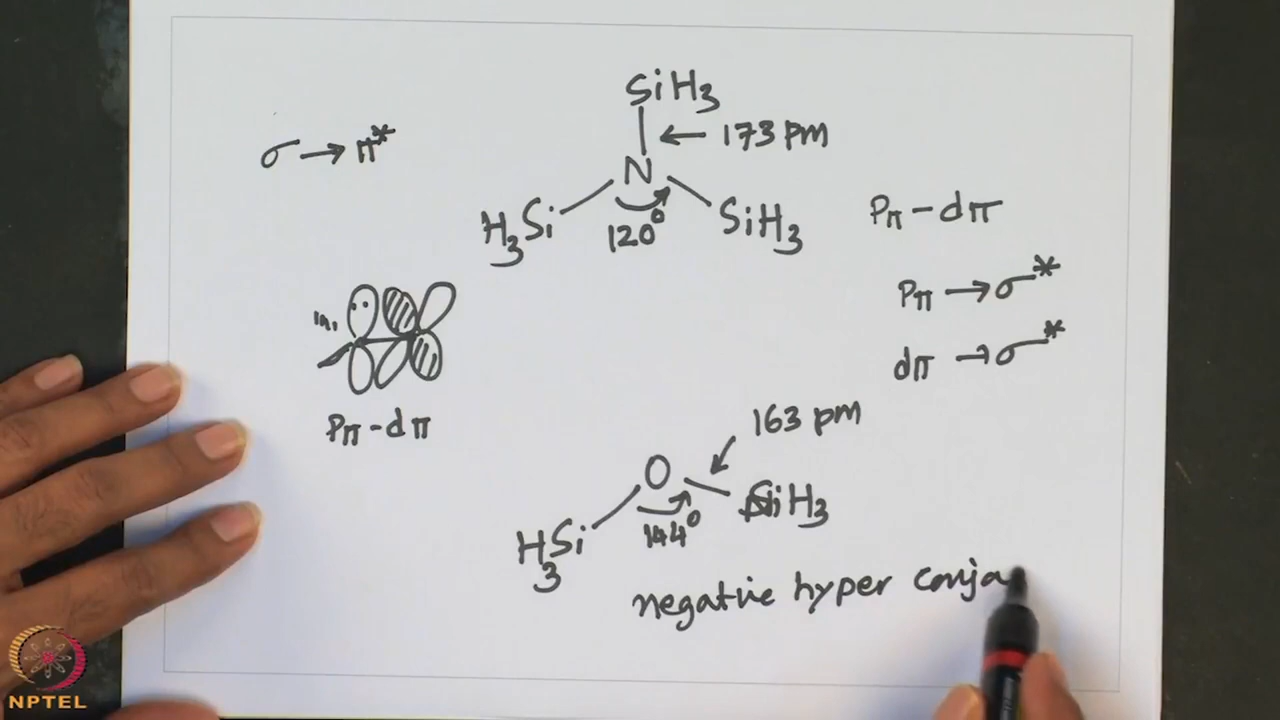 SiH3
σ → π*
← 173 pm
N
H3Si
SiH3
120°
Pπ - dπ
Pπ → σ*
dπ → σ*
Pπ - dπ
163 pm
O
H3Si
SiH3
144°
negative hyper conja
NPTEL